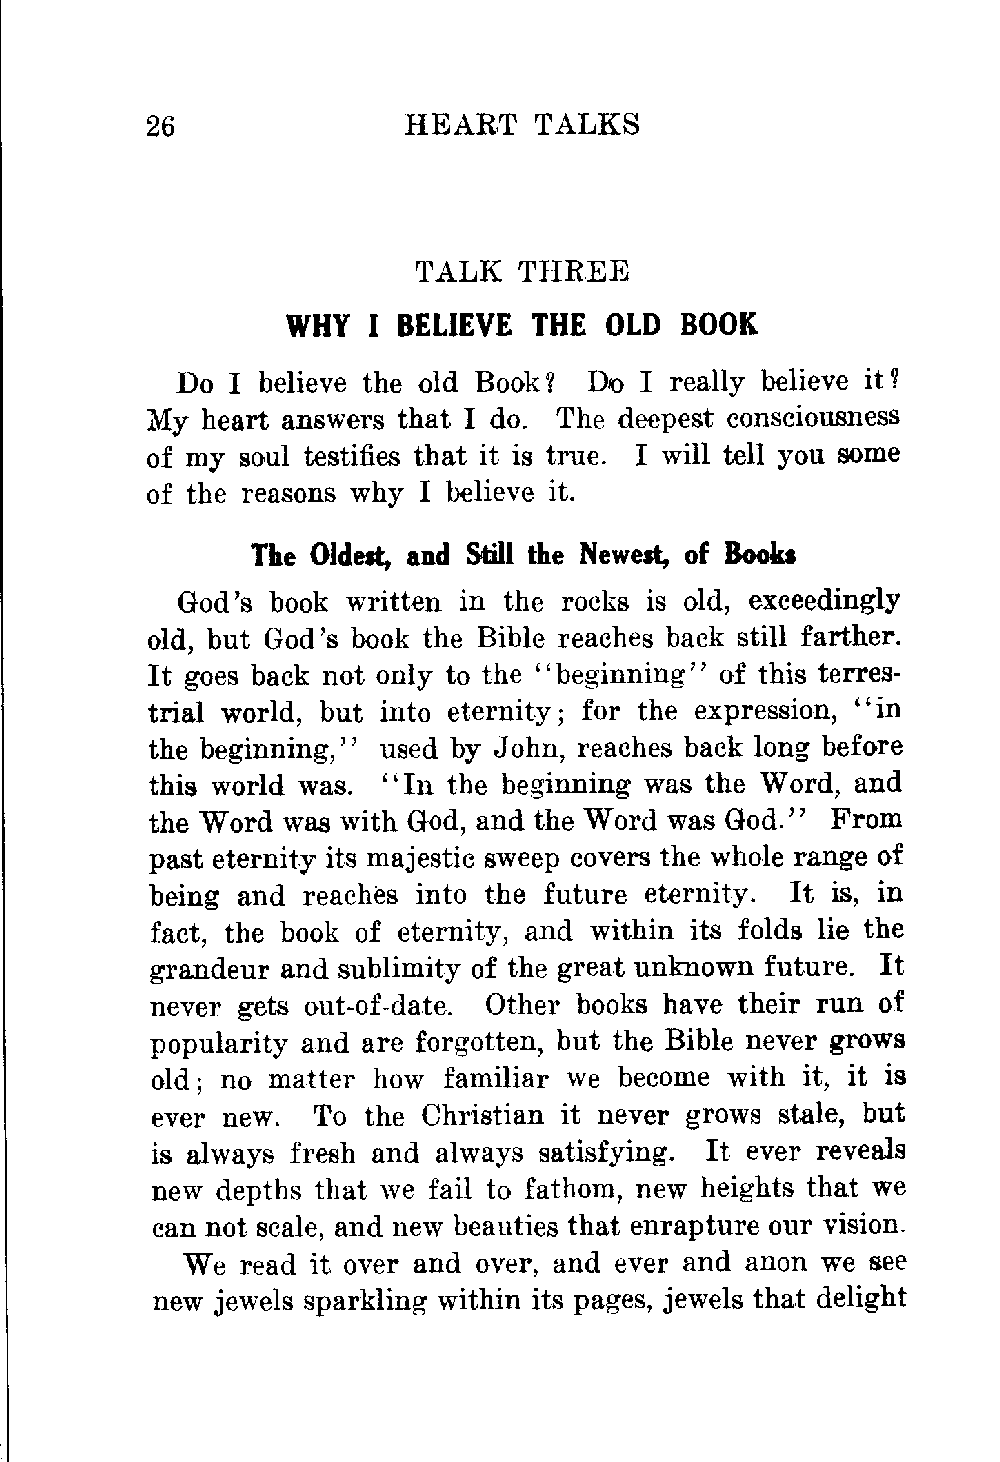 26 HEART TALKS
TALK THREE
WHY I BELIEVE THE OLD BOOK
Do I believe the old Book? Do I really believe it?
My heart answers that I do. The deepest consciousness
of my soul testifies that it is true. I will tell you some
of the reasons why I believe it.
The Oldest, and Still the Newest, of Books
God's book written in the rocks is old, exceedingly
old, but God's book the Bible reaches back still farther.
It goes back not only to the "beginning" of this terres-
trial world, but into eternity; for the expression, "in
the beginning," used by John, reaches back long before
this world was. "In the beginning was the Word, and
the Word was with God, and the Word was God." From
past eternity its majestic sweep covers the whole range of
being and reaches into the future eternity. It is, in
fact, the book of eternity, and within its folds lie the
grandeur and sublimity of the great unknown future. It
never gets out-of-date. Other books have their run of
popularity and are forgotten, but the Bible never grows
old; no matter how familiar we become with it, it is
ever new. To the Christian it never grows stale, but
is always fresh and always satisfying. It ever reveals
new depths that we fail to fathom, new heights that we
can not scale, and new beauties that enrapture our vision.
We read it over and over, and ever and anon we see
new jewels sparkling within its pages, jewels that delight